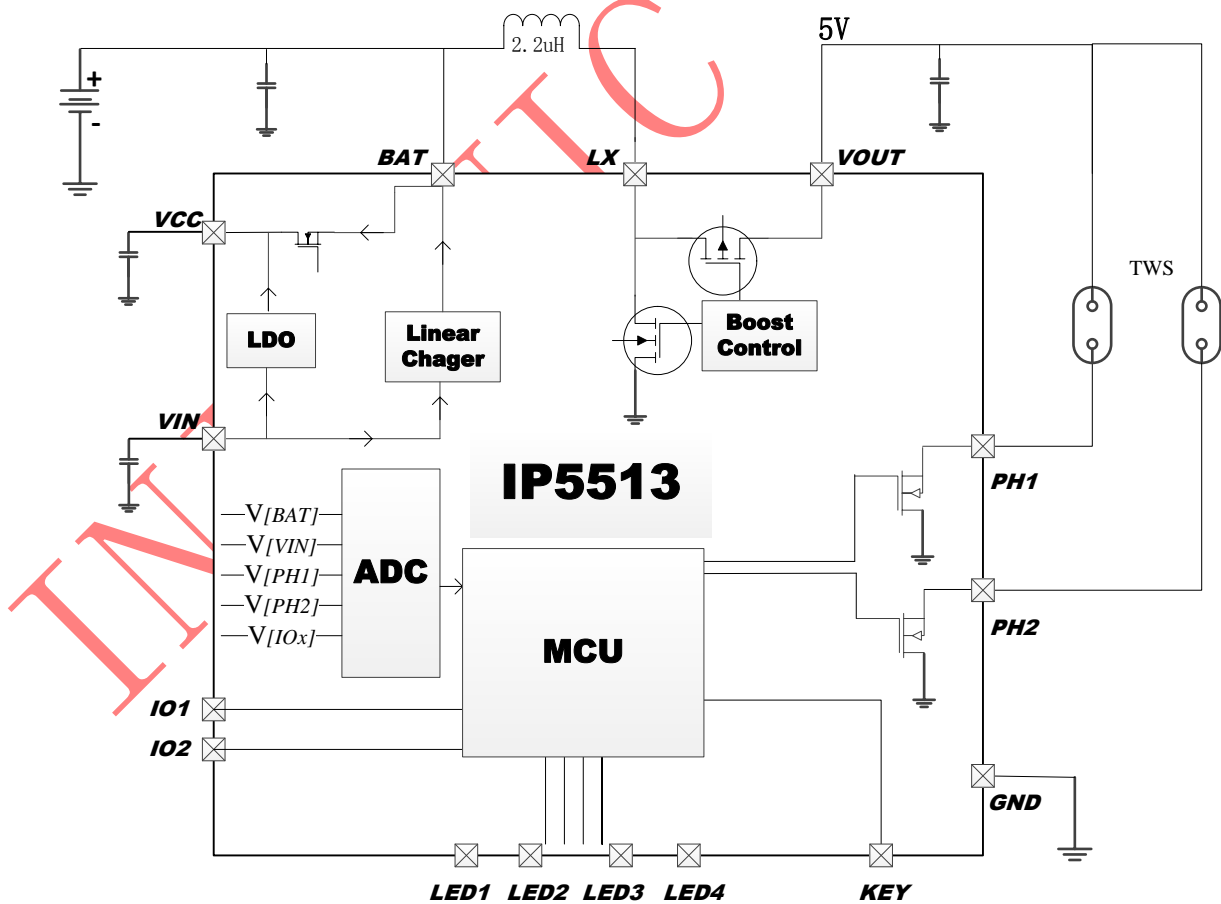 2.2uH
5V
BAT
LX
VOUT
+
-
VCC
TWS
LDO
Linear
Chager
Boost
Control
VIN
IP5513
PH1
V[BAT]
V[VIN]
V[PH1]
V[PH2]
V[IOx]
ADC
MCU
PH2
IO1
IO2
GND
LED1
LED2
LED3
LED4
KEY